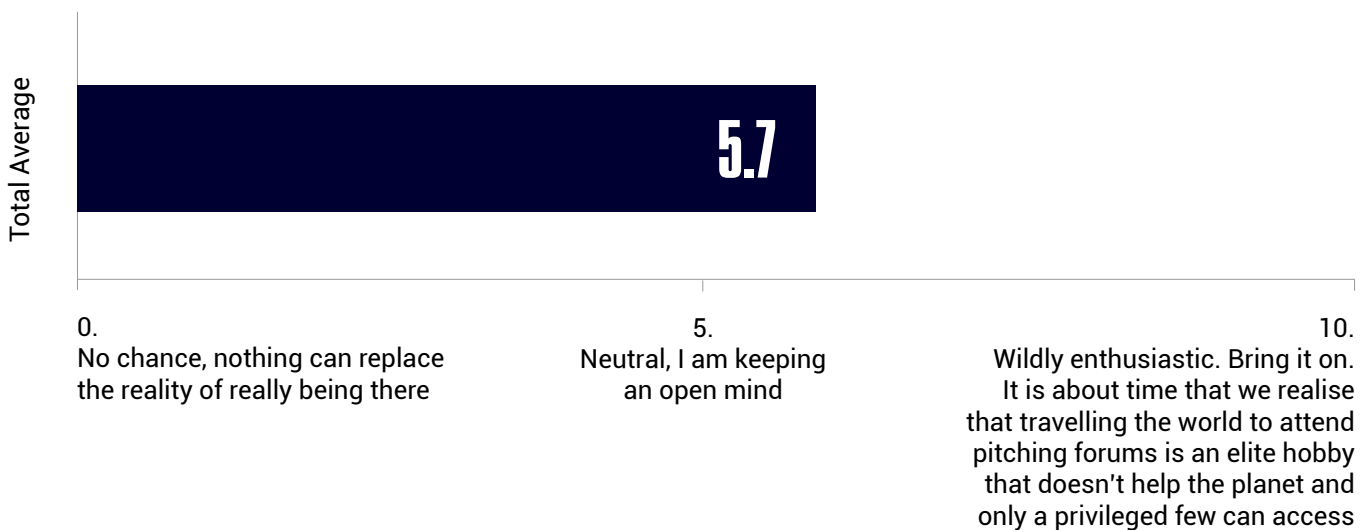 Total Average
5.7
0.
No chance, nothing can replace
the reality of really being there
5.
Neutral, I am keeping
an open mind
10.
Wildly enthusiastic. Bring it on.
It is about time that we realise
that travelling the world to attend
pitching forums is an elite hobby
that doesn't help the planet and
only a privileged few can access